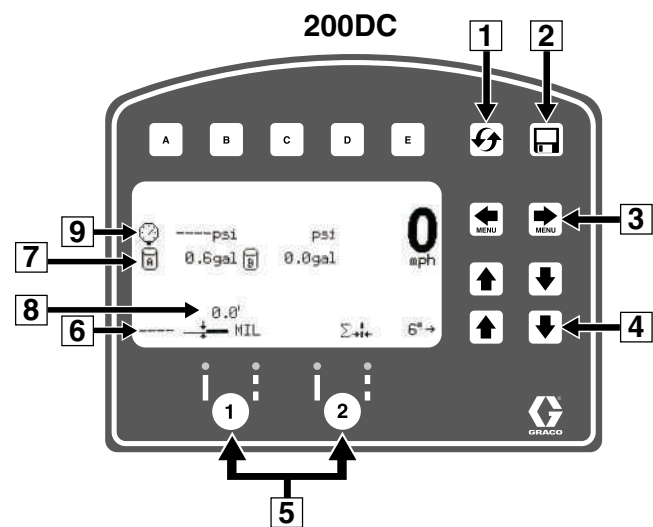 200DC
1 2
A B C D E
9 ----psi psi 0
MENU MENU 3
7 A 0.6gal B 0.0gal mph
8 0.0'
6 ---- MIL Σ 6"→ 4
1 2
GRACO
5